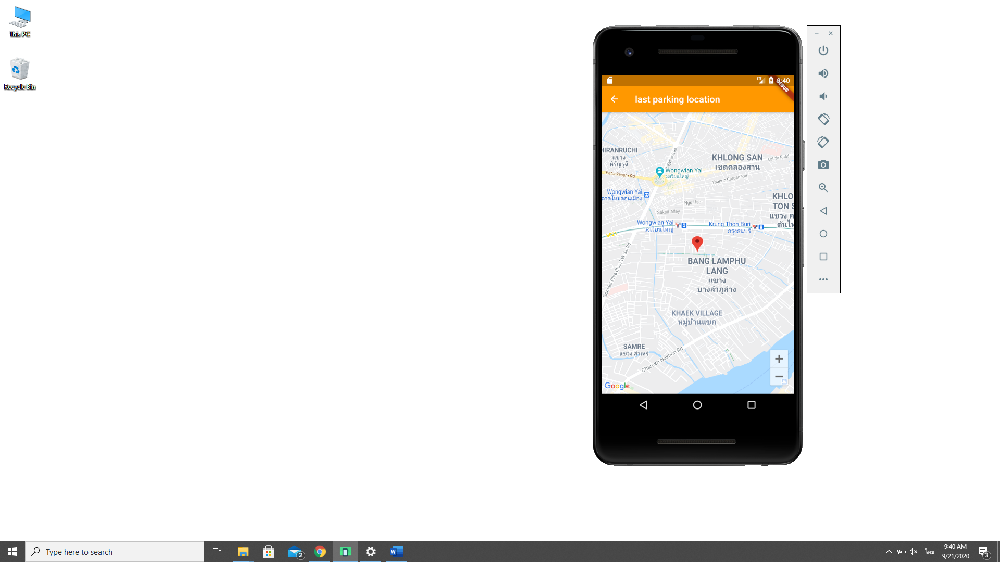 This PC
Recycle Bin
LTE
9:40
DEBUG
last parking location
HIRANRUCHI
แขวง
หิรัญรูจี
Prajadhipok Rd
KHLONG SAN
เขตคลองสาน
Lat Ya Road
Petchkasem Rd
Wongwian Yai
วงเวียนใหญ่
Thanon Chroen Rat
Wongwian Yai
ลาดใหม่ดอนเมือง
Ngu Hao
KHLO
TON S
แขวง ค
ต้นไท
Saksit Alley
Wongwian Yai
วงเวียนใหญ่
Krung Thon Buri
กรุงธนบุรี
Somdet Phra Chao Tak Sin Rd
BANG LAMPHU
LANG
แขวง
บางลำภูล่าง
KHAEK VILLAGE
หมู่บ้านแขก
SAMRE
แขวง สำเหร่
Charoen Nakhon Rd
Google
Type here to search
2
ไทย
9:40 AM
9/21/2020
3